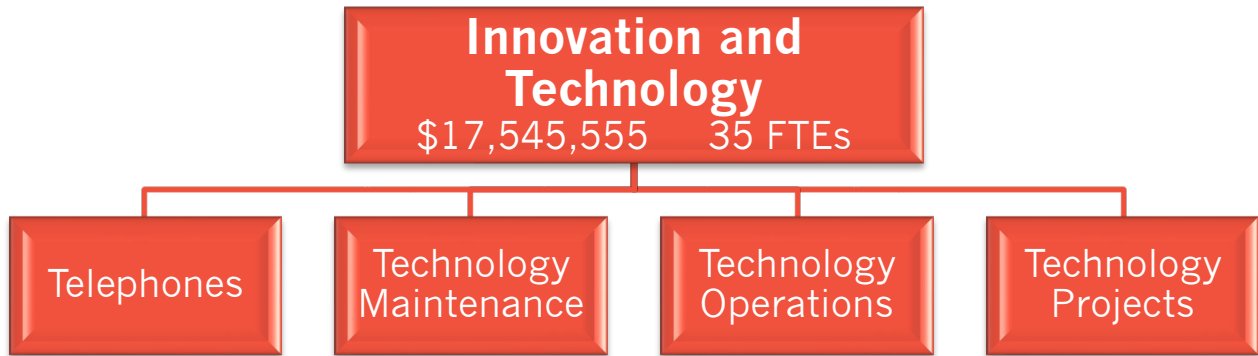 Innovation and
Technology
$17,545,555 35 FTEs
Telephones
Technology
Maintenance
Technology
Operations
Technology
Projects